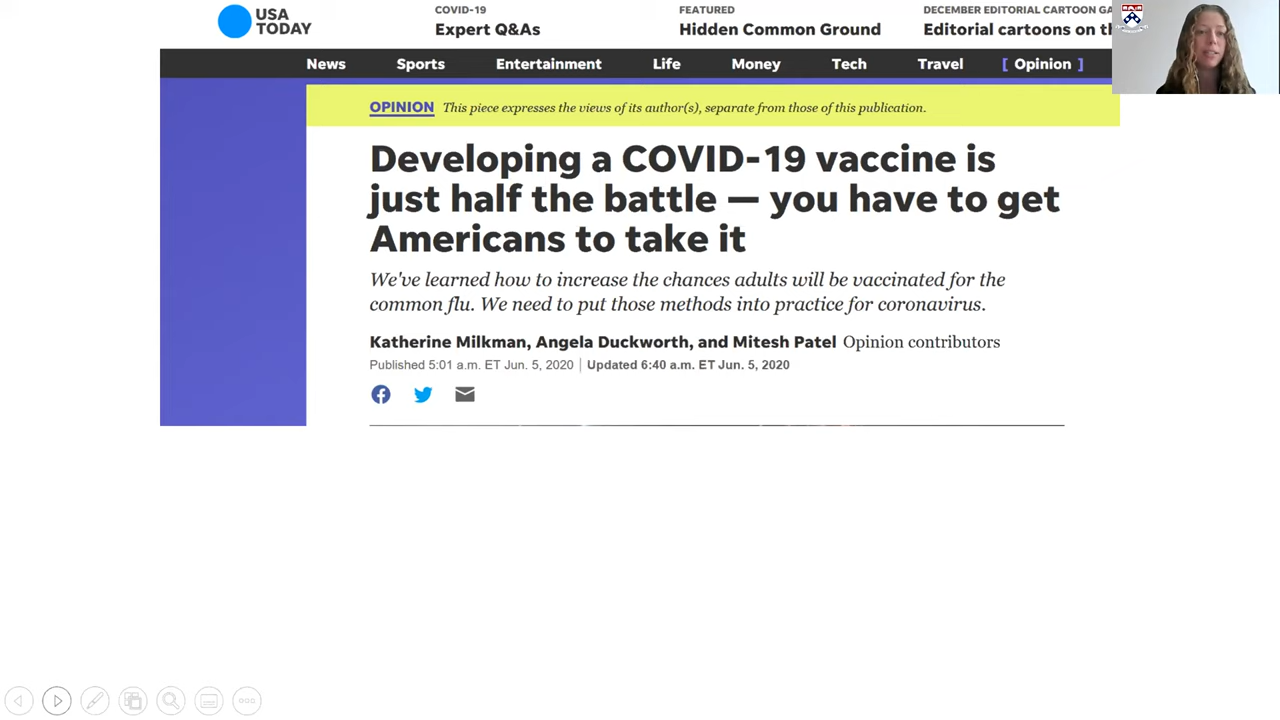 USA
TODAY
COVID-19
Expert Q&As
FEATURED
Hidden Common Ground
DECEMBER EDITORIAL CARTOON GA
Editorial cartoons on th
News Sports Entertainment Life Money Tech Travel [ Opinion ]
OPINION This piece expresses the views of its author(s), separate from those of this publication.
Developing a COVID-19 vaccine is
just half the battle — you have to get
Americans to take it
We've learned how to increase the chances adults will be vaccinated for the
common flu. We need to put those methods into practice for coronavirus.
Katherine Milkman, Angela Duckworth, and Mitesh Patel Opinion contributors
Published 5:01 a.m. ET Jun. 5, 2020 | Updated 6:40 a.m. ET Jun. 5, 2020